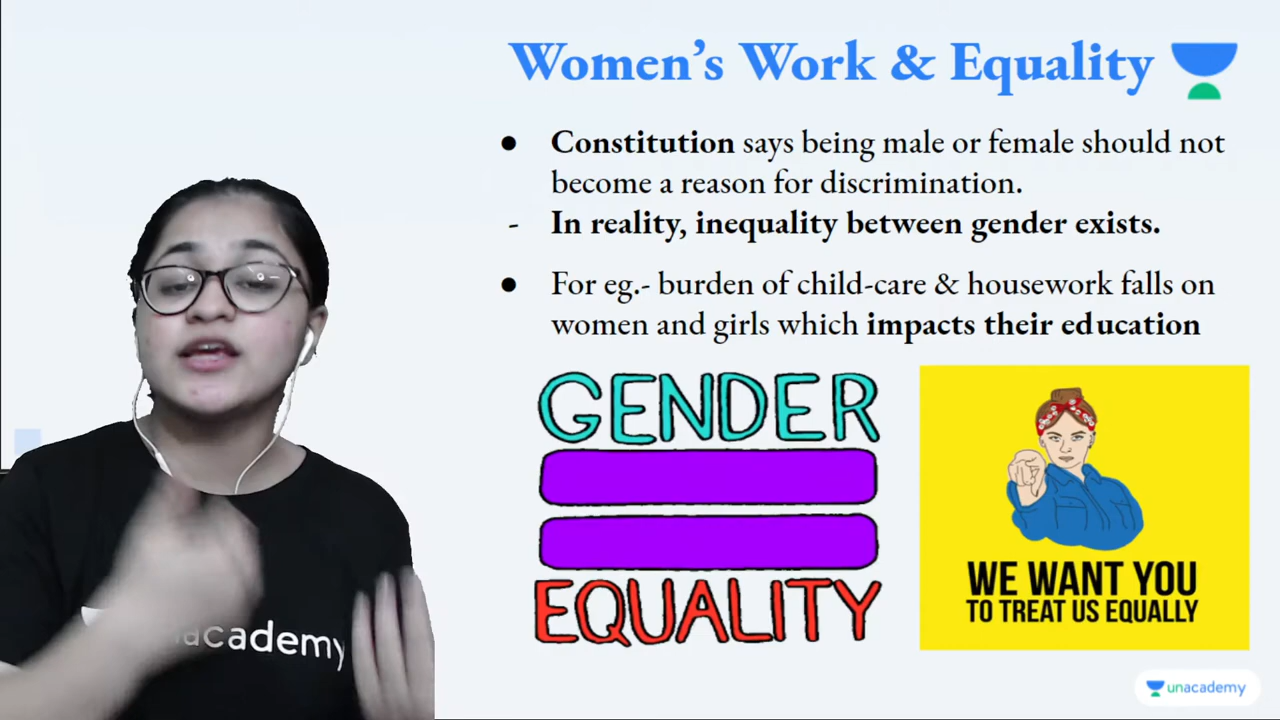 Women's Work & Equality
● Constitution says being male or female should not
become a reason for discrimination.
- In reality, inequality between gender exists.
● For eg.- burden of child-care & housework falls on
women and girls which impacts their education
GENDER
EQUALITY
WE WANT YOU
TO TREAT US EQUALLY
unacademy
unacademy